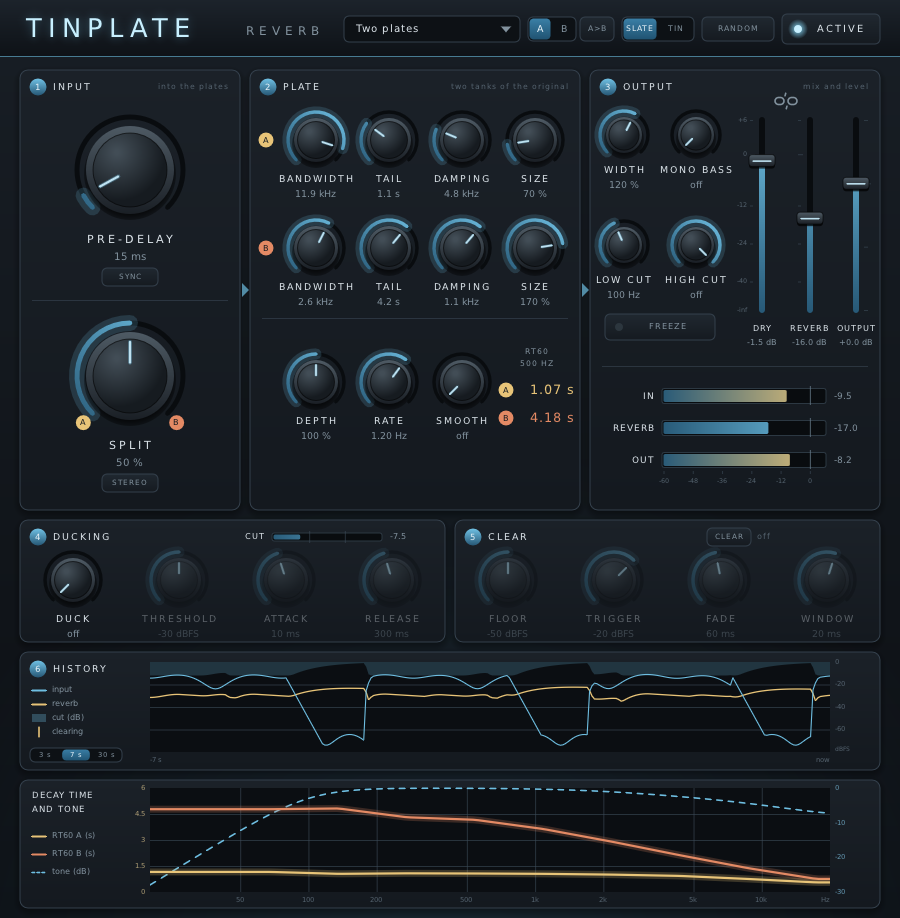 TINPLATE REVERB Two plates A B A>B SLATE TIN RANDOM ACTIVE
1 INPUT into the plates
PRE-DELAY
15 ms
SYNC
A B
SPLIT
50 %
STEREO
2 PLATE two tanks of the original
A
BANDWIDTH TAIL DAMPING SIZE
11.9 kHz 1.1 s 4.8 kHz 70 %
B
BANDWIDTH TAIL DAMPING SIZE
2.6 kHz 4.2 s 1.1 kHz 170 %
RT60
500 HZ
A 1.07 s
B 4.18 s
DEPTH RATE SMOOTH
100 % 1.20 Hz off
3 OUTPUT mix and level
WIDTH MONO BASS
120 % off
LOW CUT HIGH CUT
100 Hz off
FREEZE
+6
0
-12
-24
-40
-inf
DRY REVERB OUTPUT
-1.5 dB -16.0 dB +0.0 dB
IN -9.5
REVERB -17.0
OUT -8.2
-60 -48 -36 -24 -12 0
4 DUCKING CUT -7.5
DUCK THRESHOLD ATTACK RELEASE
off -30 dBFS 10 ms 300 ms
5 CLEAR CLEAR off
FLOOR TRIGGER FADE WINDOW
-50 dBFS -20 dBFS 60 ms 20 ms
6 HISTORY
input
reverb
cut (dB)
clearing
3 s 7 s 30 s
0
-20
-40
-60
dBFS
-7 s now
DECAY TIME
AND TONE
RT60 A (s)
RT60 B (s)
tone (dB)
6
4.5
3
1.5
0
0
-10
-20
-30
50 100 200 500 1k 2k 5k 10k Hz